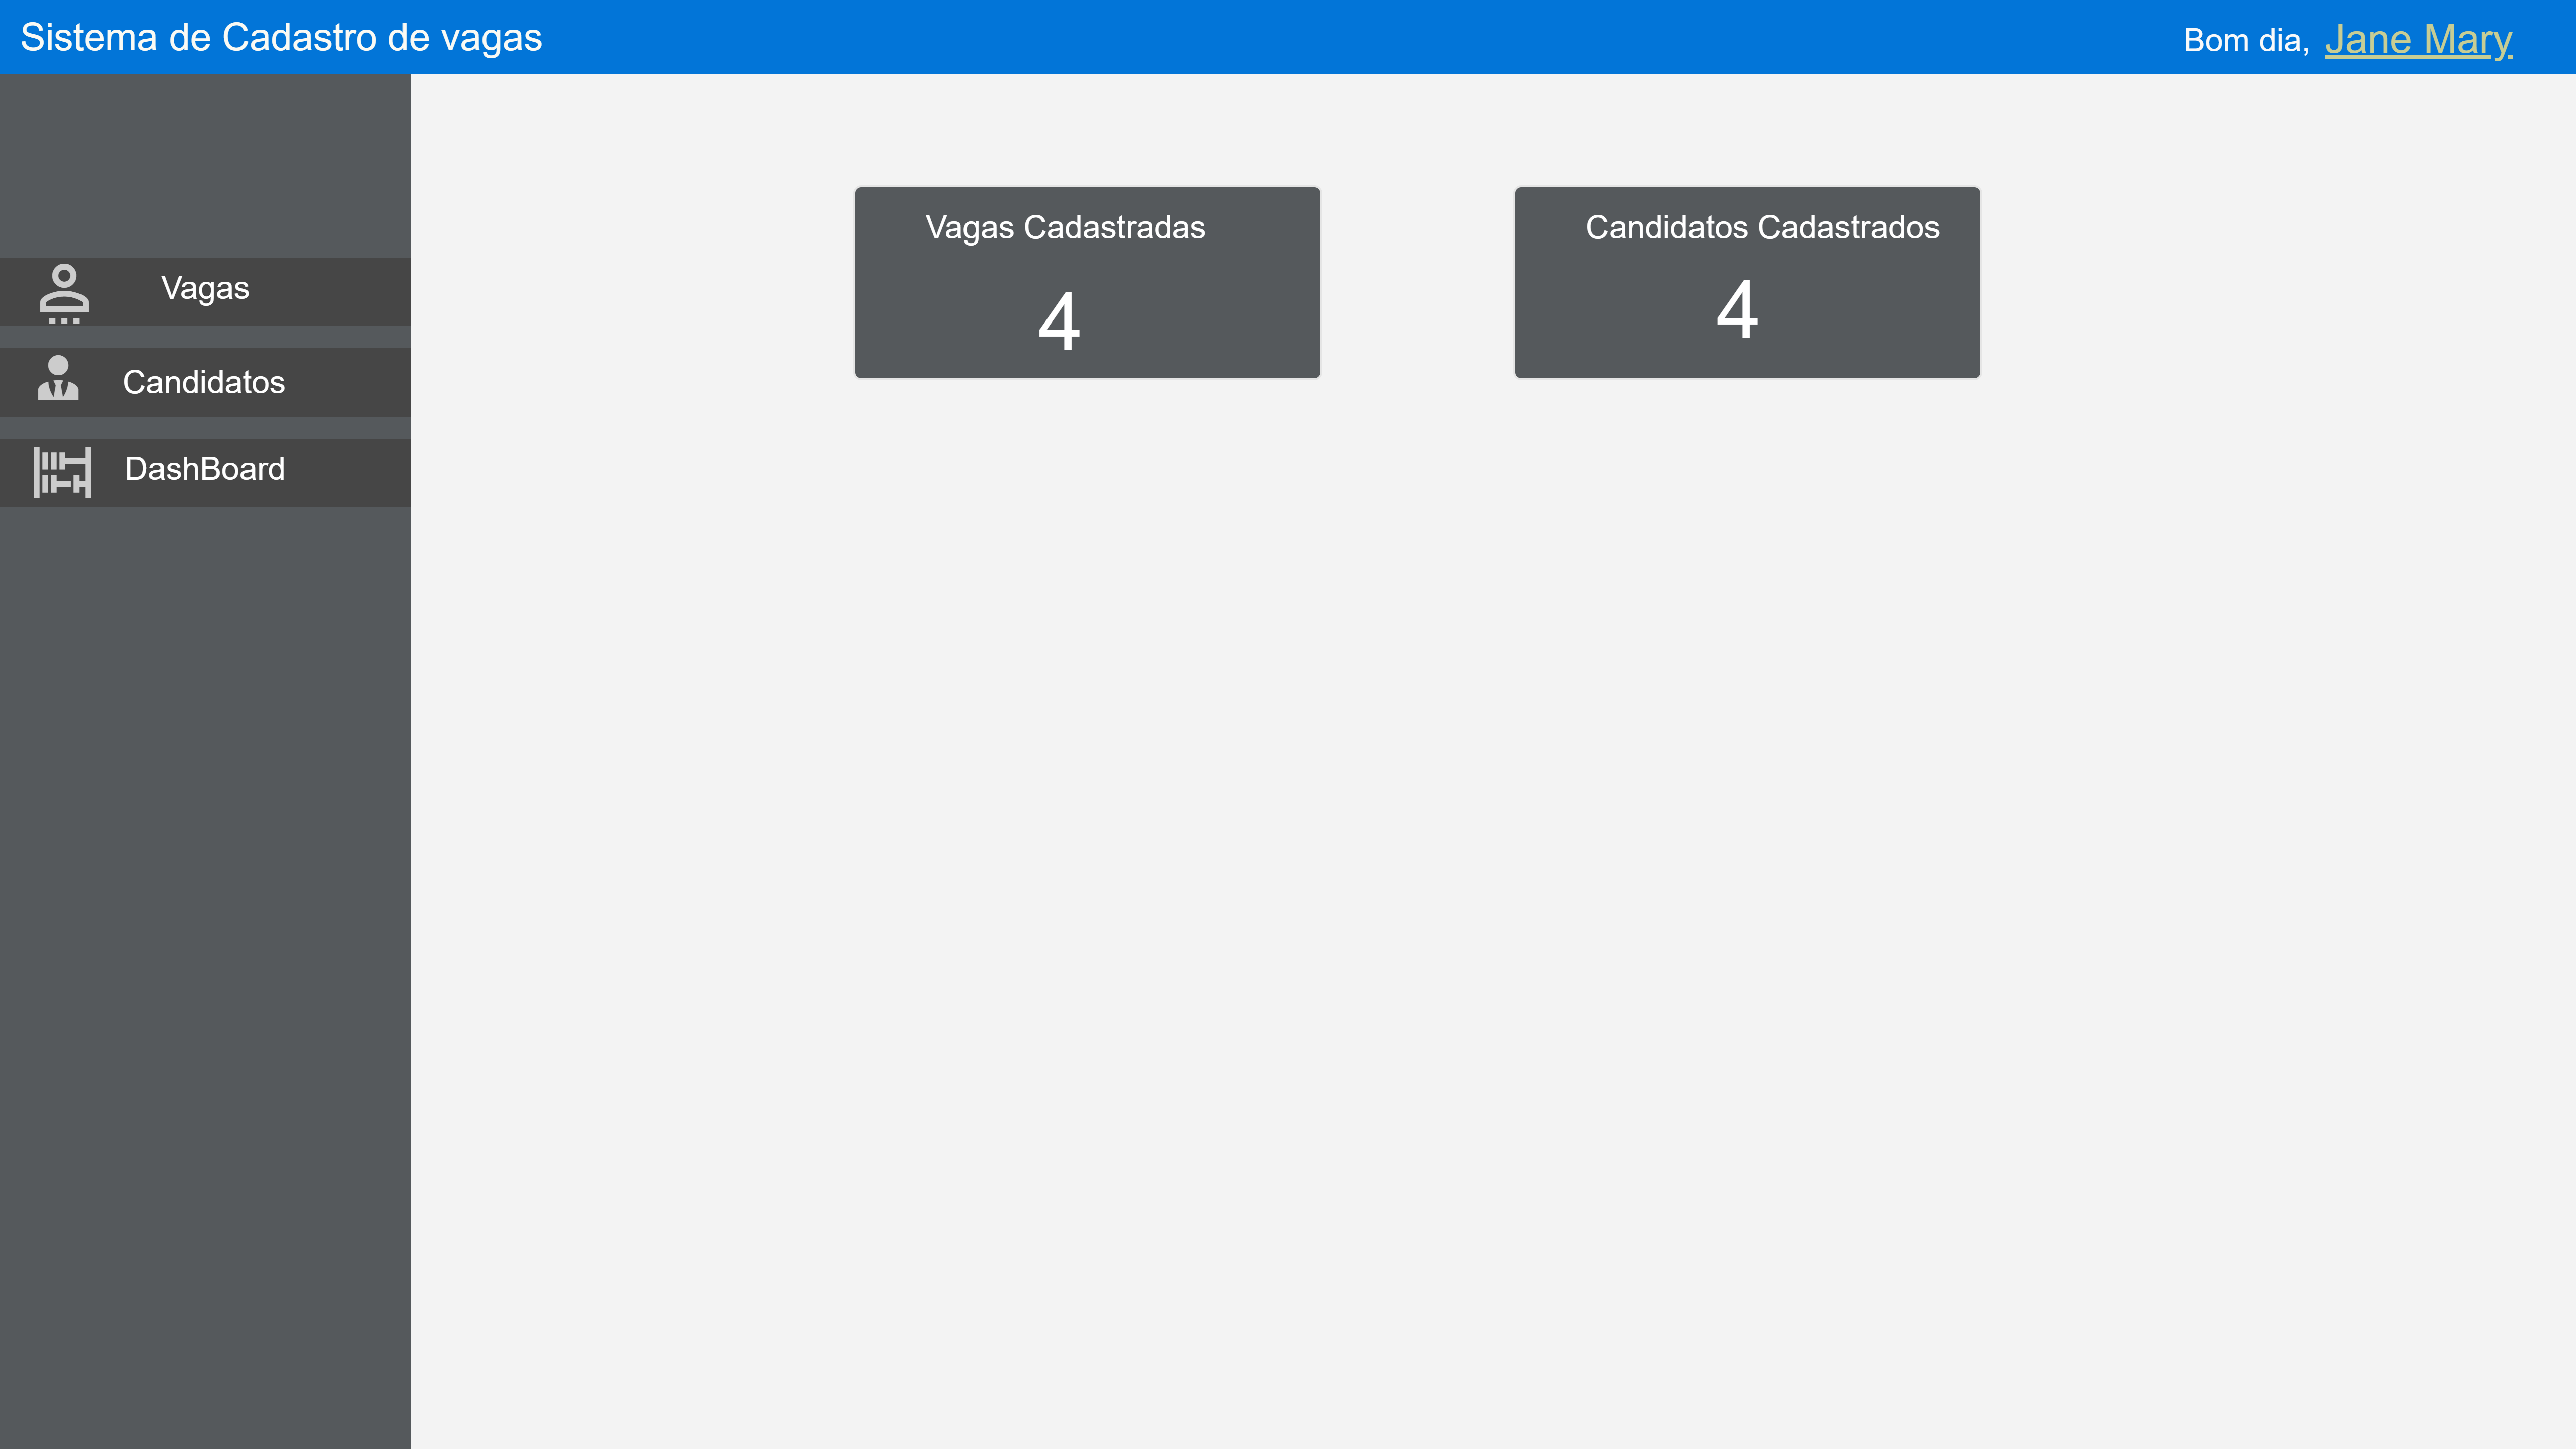 Sistema de Cadastro de vagas
Bom dia, Jane Mary
Vagas
Candidatos
DashBoard
Vagas Cadastradas
4
Candidatos Cadastrados
4